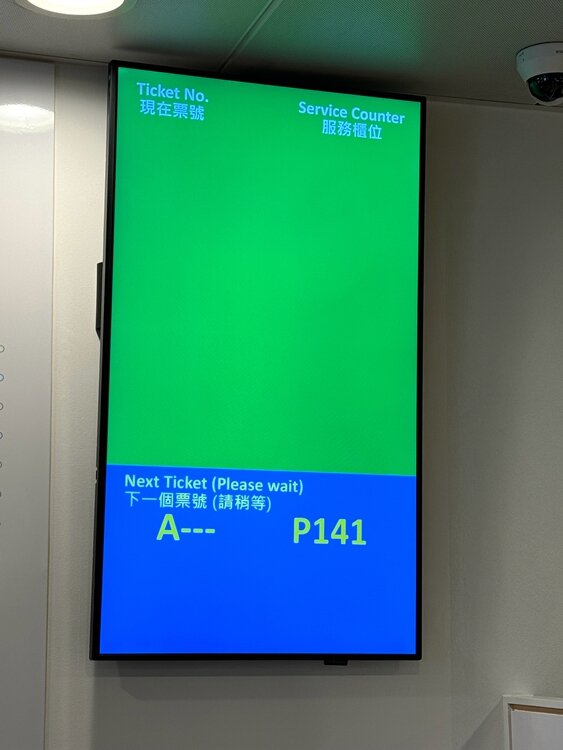 Ticket No.
現在票號
Service Counter
服務櫃位
Next Ticket (Please wait)
下一個票號 (請稍等)
A---
P141